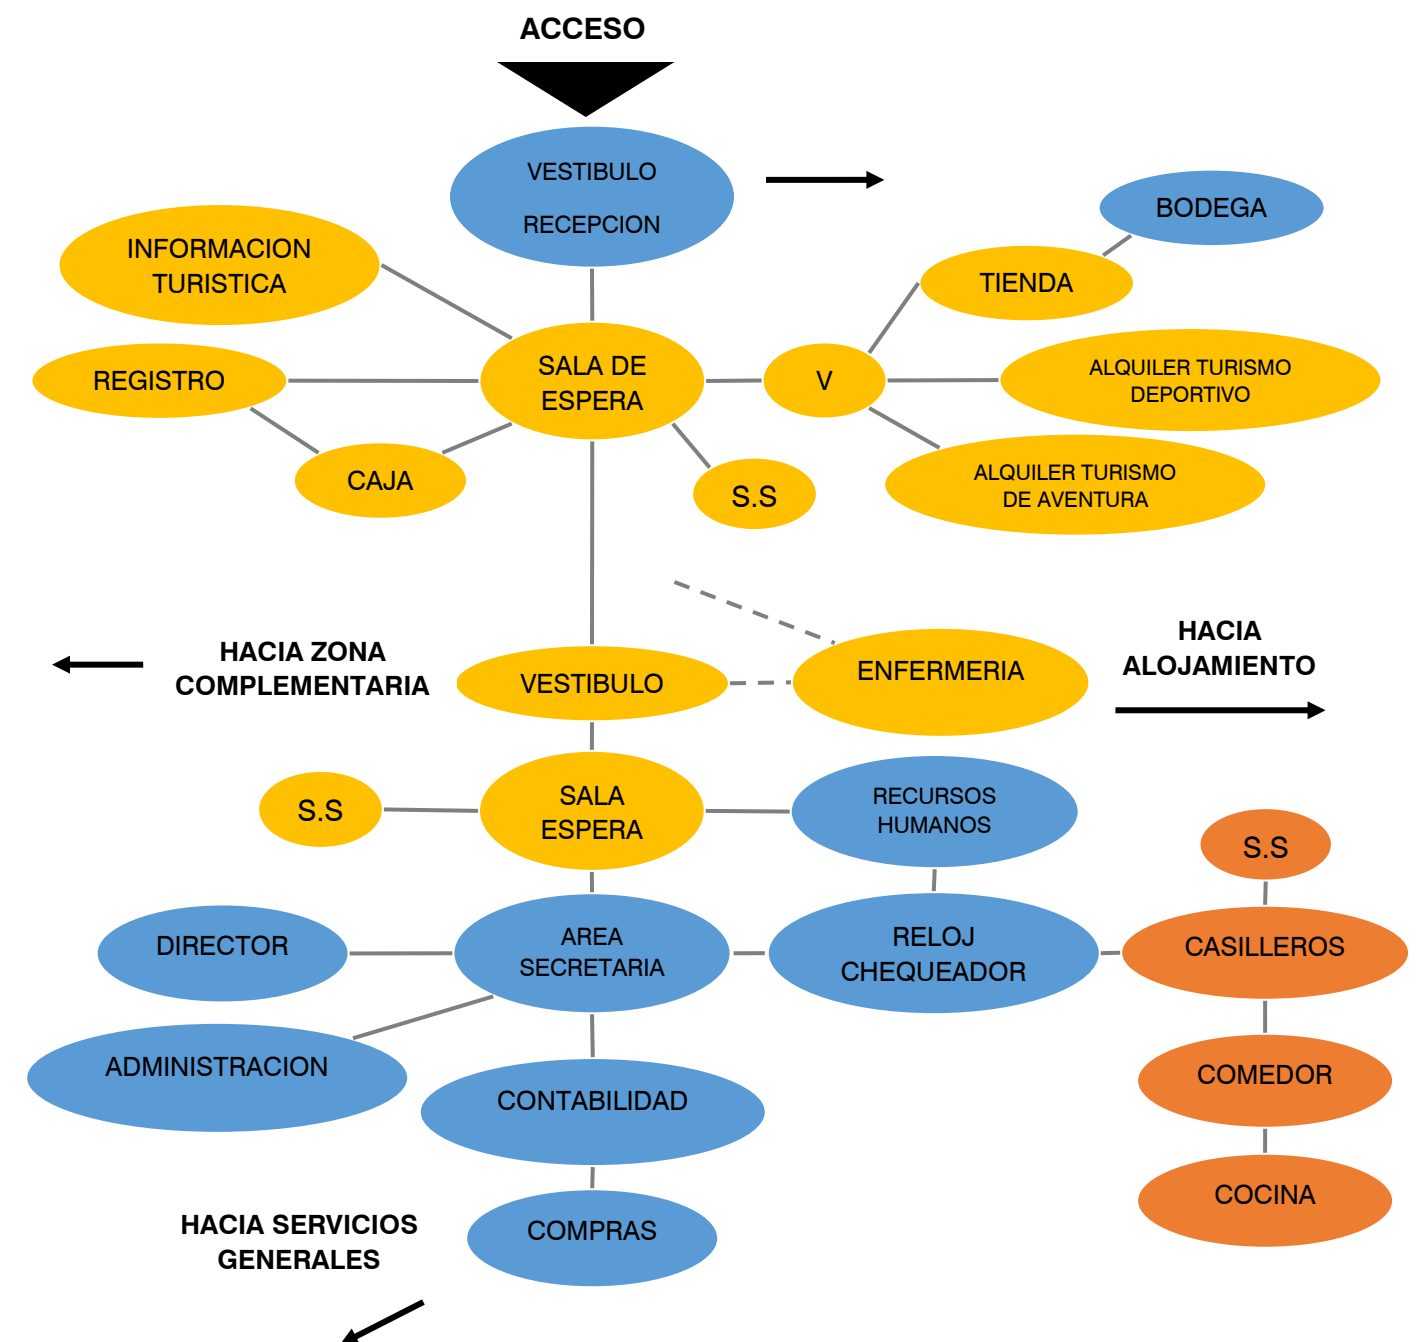 ACCESO
VESTIBULO
RECEPCION
BODEGA
INFORMACION
TURISTICA
TIENDA
SALA DE
ESPERA
REGISTRO
V
ALQUILER TURISMO
DEPORTIVO
CAJA
S.S
ALQUILER TURISMO
DE AVENTURA
HACIA ZONA
COMPLEMENTARIA
VESTIBULO
ENFERMERIA
HACIA
ALOJAMIENTO
S.S
SALA
ESPERA
RECURSOS
HUMANOS
S.S
DIRECTOR
AREA
SECRETARIA
RELOJ
CHEQUEADOR
CASILLEROS
ADMINISTRACION
CONTABILIDAD
COMEDOR
HACIA SERVICIOS
GENERALES
COMPRAS
COCINA